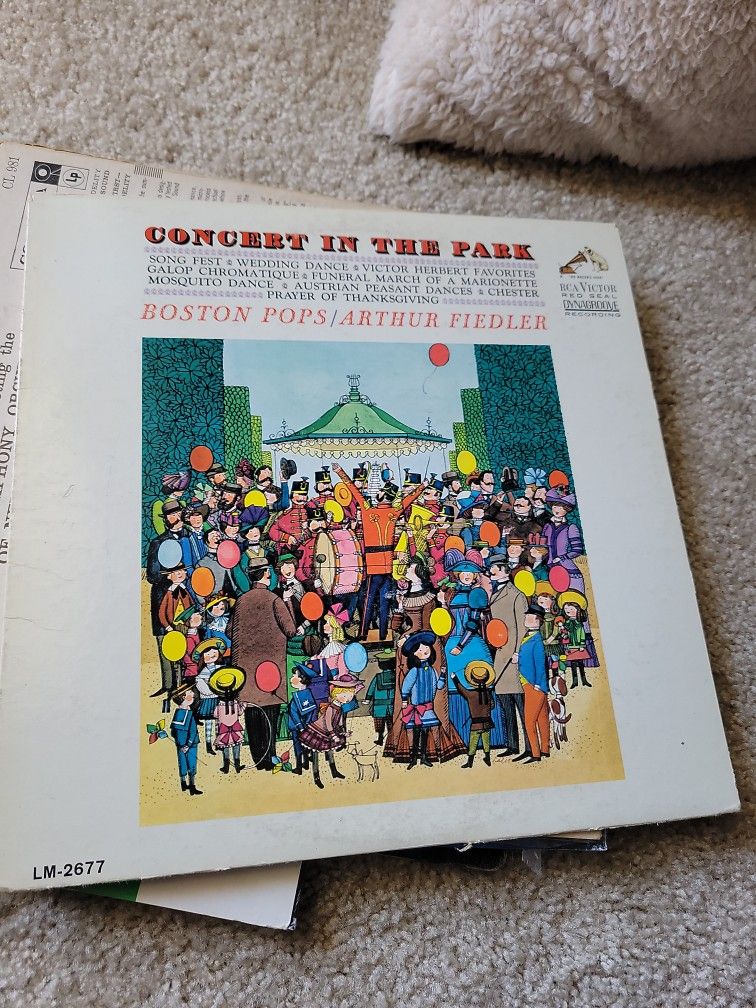 CONCERT IN THE PARK
SONG FEST WEDDING DANCE VICTOR HERBERT FAVORITES
GALOP CHROMATIQUE FUNERAL MARCH OF A MARIONETTE
MOSQUITO DANCE AUSTRIAN PEASANT DANCES CHESTER
PRAYER OF THANKSGIVING
BOSTON POPS/ARTHUR FIEDLER
RCA VICTOR
RED SEAL
DYNAGROOVE
RECORDING
LM-2677
CL 981
Lp
SOUND